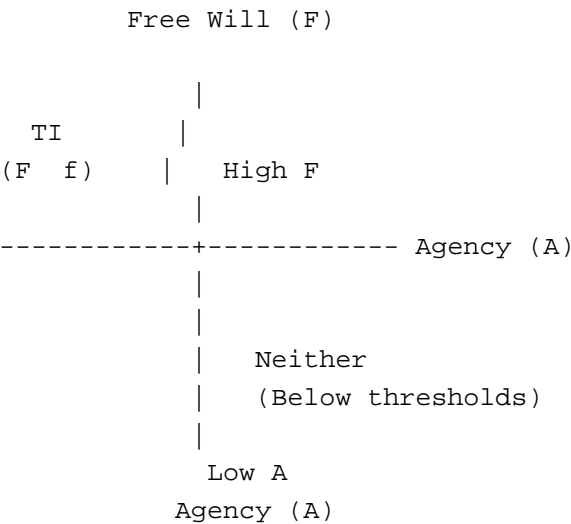 Free Will (F)
|
TI |
(F f) | High F
|
------------+------------ Agency (A)
|
|
| Neither
| (Below thresholds)
|
Low A
Agency (A)